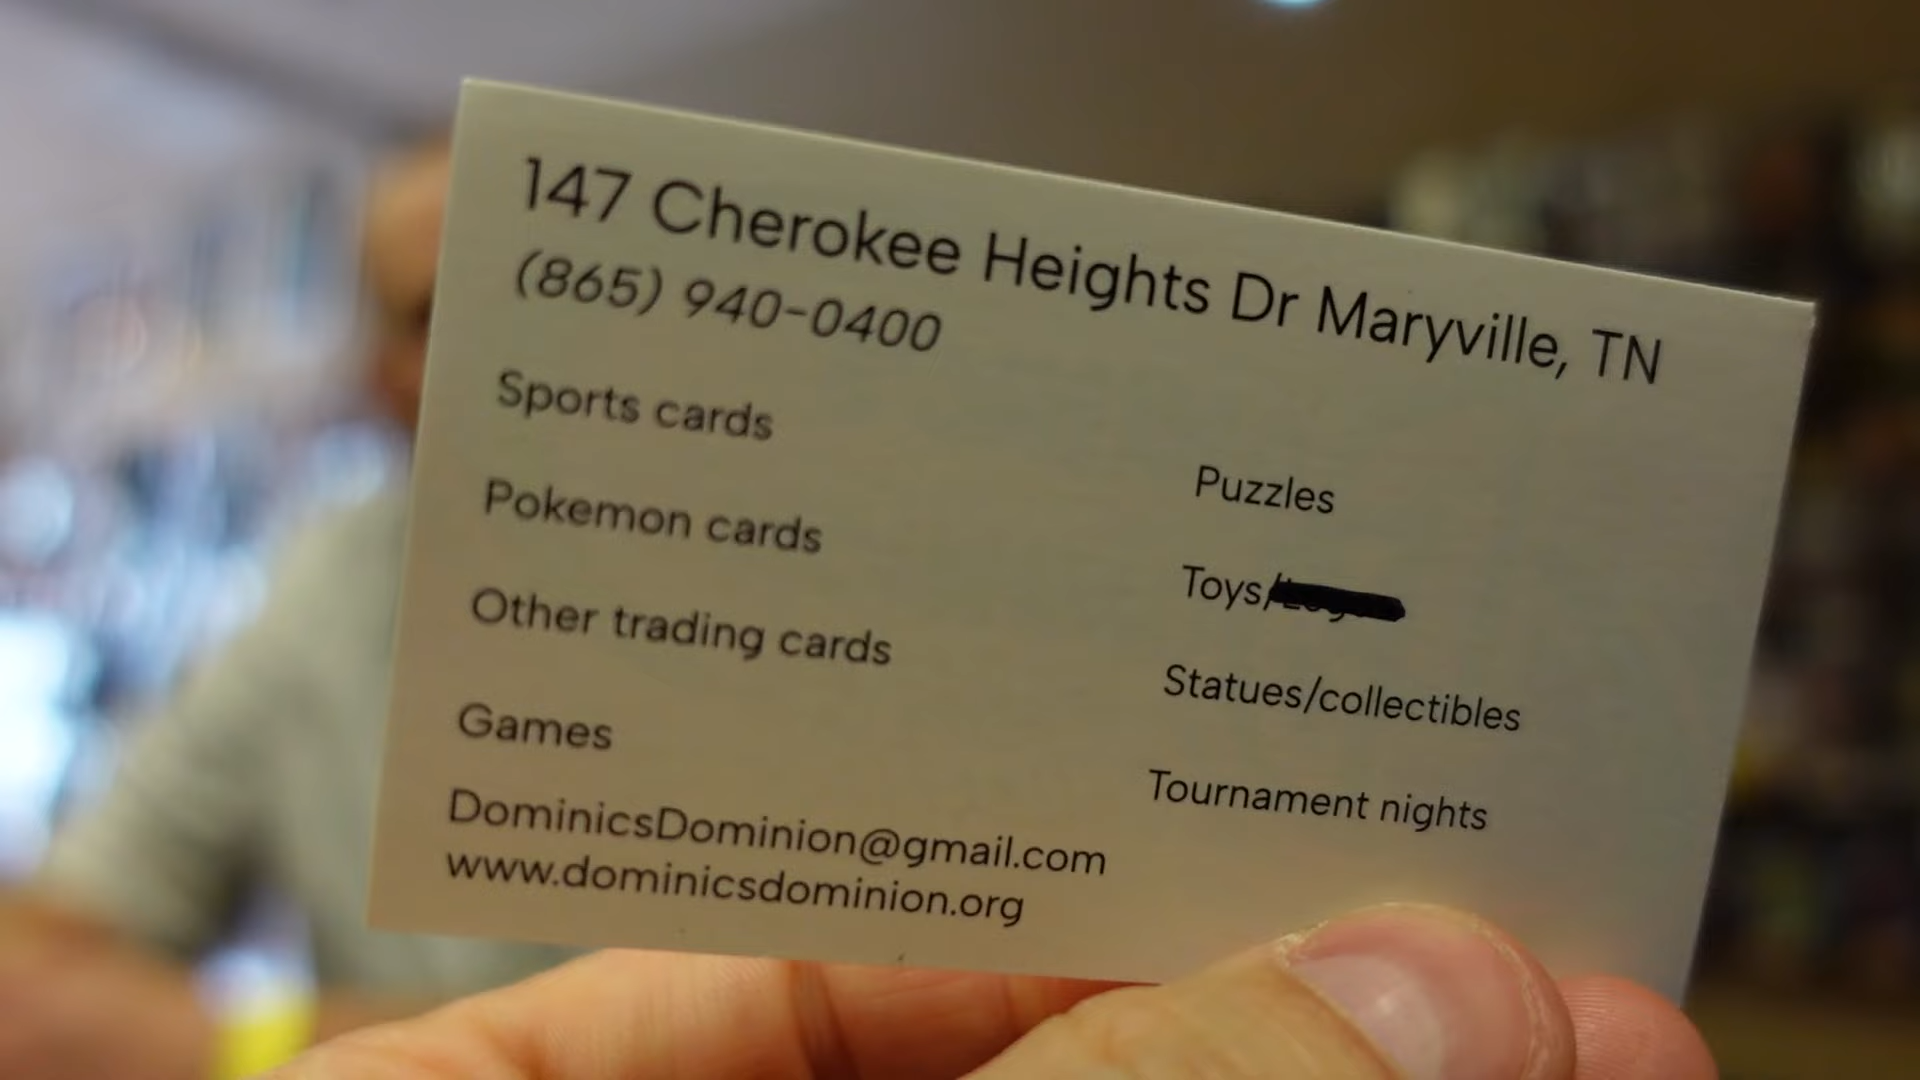 147 Cherokee Heights Dr Maryville, TN
(865) 940-0400
Sports cards
Pokemon cards
Other trading cards
Games
Puzzles
Toys/
Statues/collectibles
Tournament nights
DominicsDominion@gmail.com
www.dominicsdominion.org